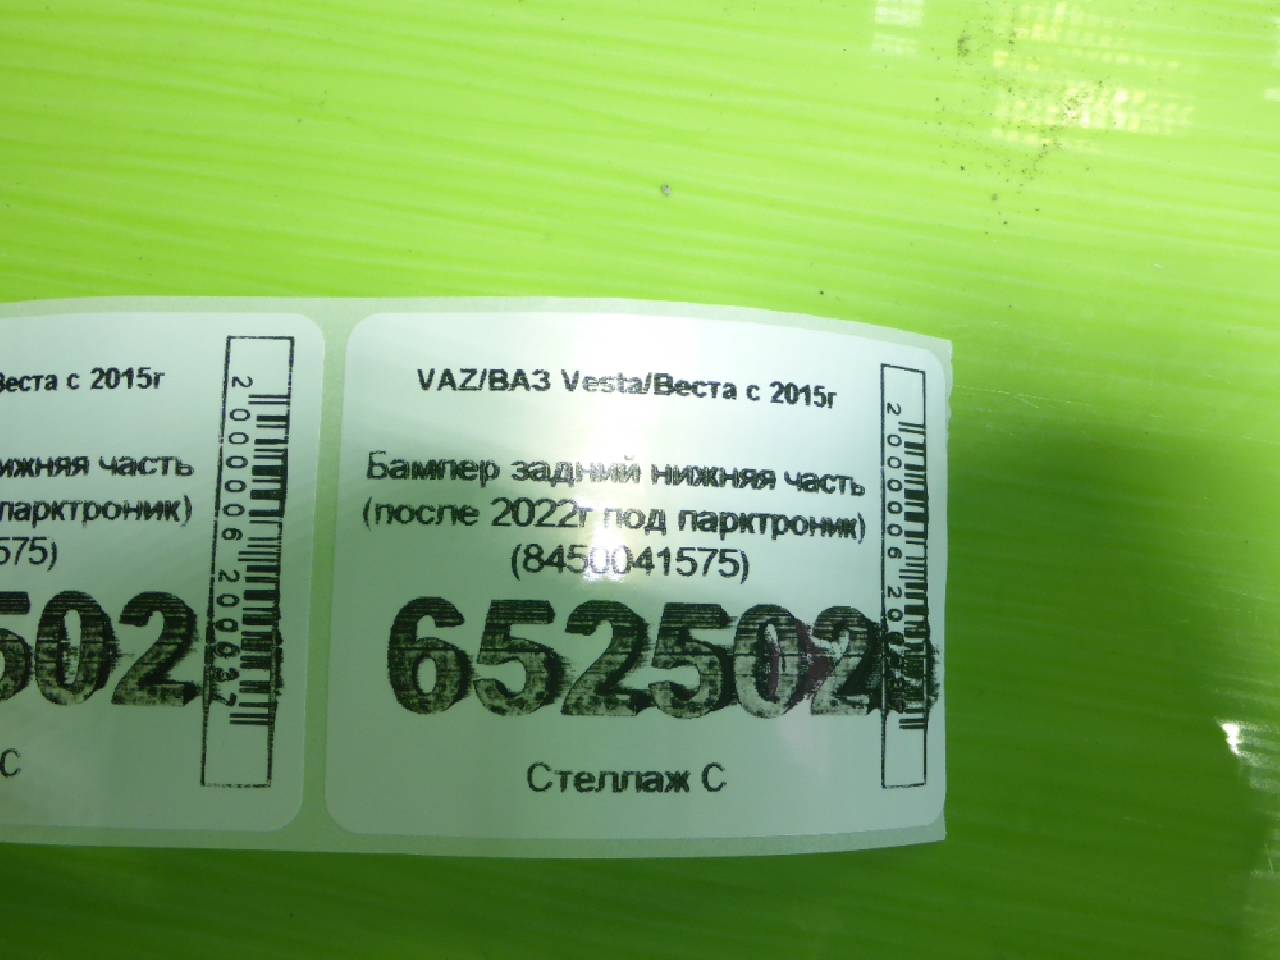 Веста с 2015г
нижняя часть
парктроник)
575)
502
С
2000006200037
VAZ/ВАЗ Vesta/Веста с 2015г
Бампер задний нижняя часть
(после 2022г под парктроник)
(8450041575)
652502
Стеллаж С